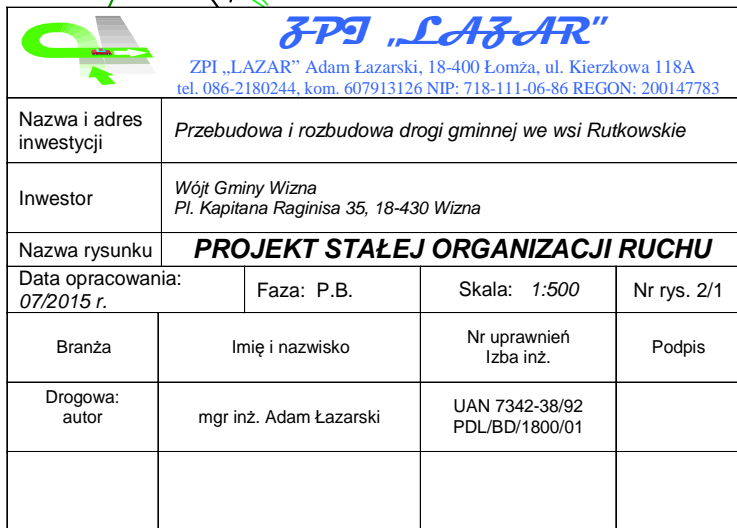 ZPI „LAZAR”
ZPI „LAZAR” Adam Łazarski, 18-400 Łomża, ul. Kierzkowa 118A
tel. 086-2180244, kom. 607913126 NIP: 718-111-06-86 REGON: 200147783
Nazwa i adres
inwestycji
Przebudowa i rozbudowa drogi gminnej we wsi Rutkowskie
Inwestor
Wójt Gminy Wizna
Pl. Kapitana Raginisa 35, 18-430 Wizna
Nazwa rysunku
PROJEKT STAŁEJ ORGANIZACJI RUCHU
Data opracowania:
07/2015 r.
Faza: P.B.
Skala: 1:500
Nr rys. 2/1
Branża
Imię i nazwisko
Nr uprawnień
Izba inż.
Podpis
Drogowa:
autor
mgr inż. Adam Łazarski
UAN 7342-38/92
PDL/BD/1800/01